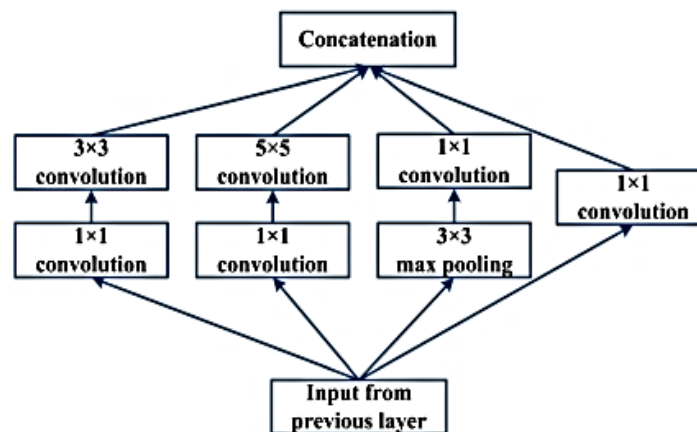 Concatenation
3×3
convolution
5×5
convolution
1×1
convolution
1×1
convolution
1×1
convolution
1×1
convolution
3×3
max pooling
Input from
previous layer